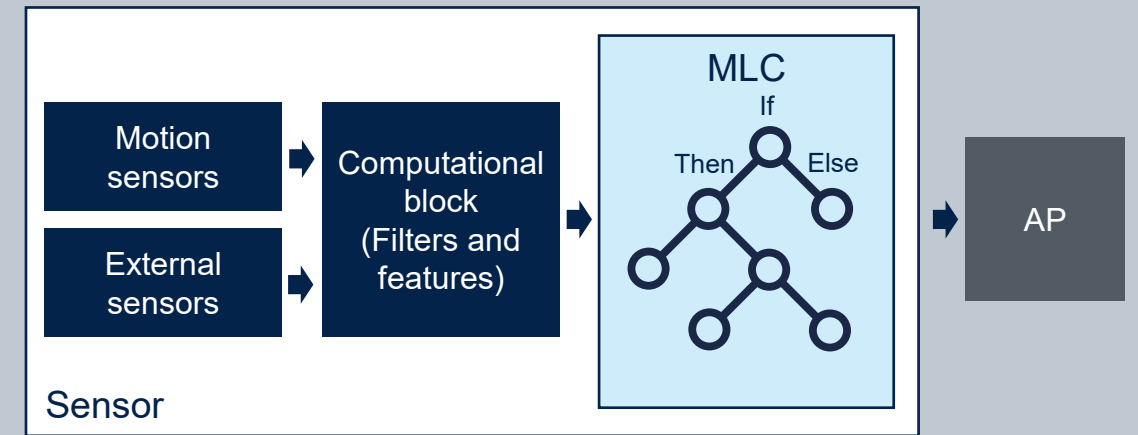 Motion
sensors
External
sensors
Computational
block
(Filters and
features)
MLC
If
Then
Else
AP
Sensor